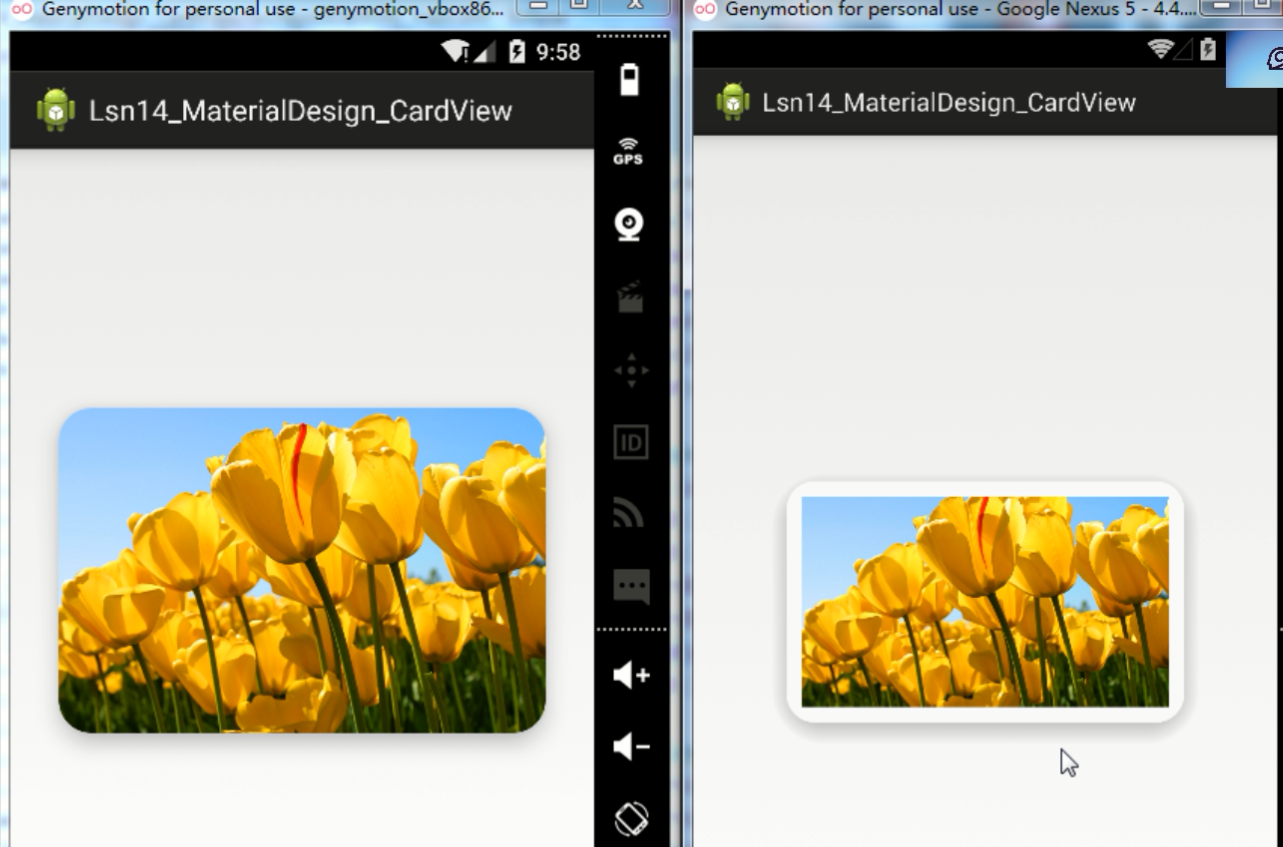 Genymotion for personal use - genymotion_vbox86...
9:58
Lsn14_MaterialDesign_CardView
GPS
ID
Genymotion for personal use - Google Nexus 5 - 4.4....
Lsn14_MaterialDesign_CardView